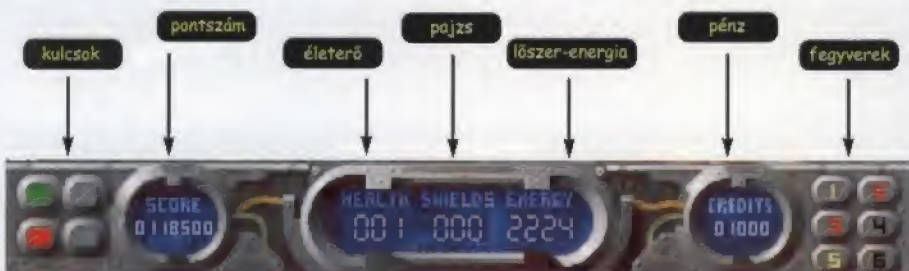 kulcsok
pontszám
életerő
pajzs
lőszer-energia
pénz
fegyverek
SCORE
0118500
HEALTH SHIELDS ENERGY
001 000 2224
CREDITS
01000
1 2
3 4
5 6